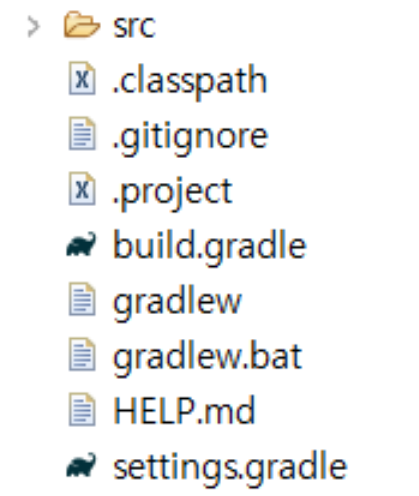 src
.classpath
.gitignore
.project
build.gradle
gradlew
gradlew.bat
HELP.md
settings.gradle